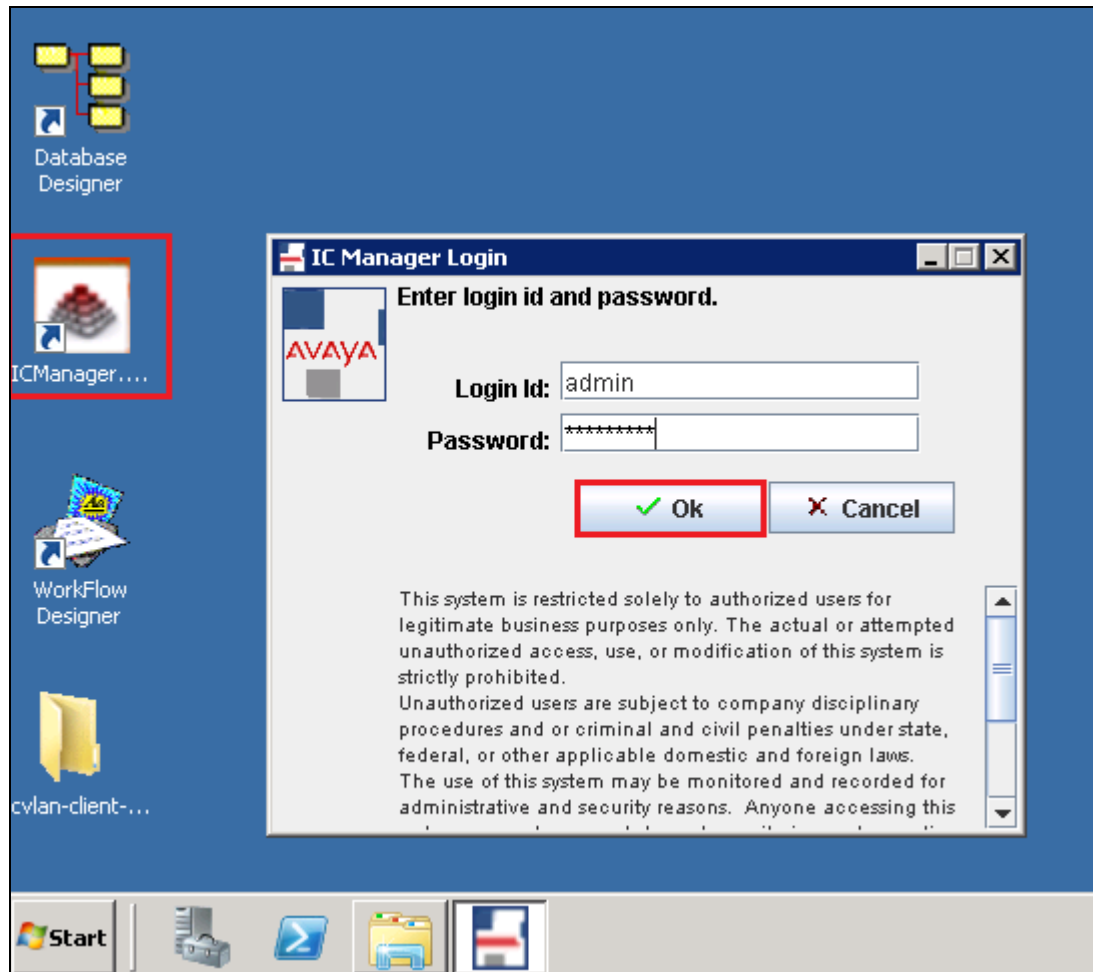 Database
Designer
ICManager....
WorkFlow
Designer
cvlan-client-...
IC Manager Login
Enter login id and password.
AVAYA
Login Id: admin
Password: *********
Ok
Cancel
This system is restricted solely to authorized users for
legitimate business purposes only. The actual or attempted
unauthorized access, use, or modification of this system is
strictly prohibited.
Unauthorized users are subject to company disciplinary
procedures and or criminal and civil penalties under state,
federal, or other applicable domestic and foreign laws.
The use of this system may be monitored and recorded for
administrative and security reasons. Anyone accessing this
Start